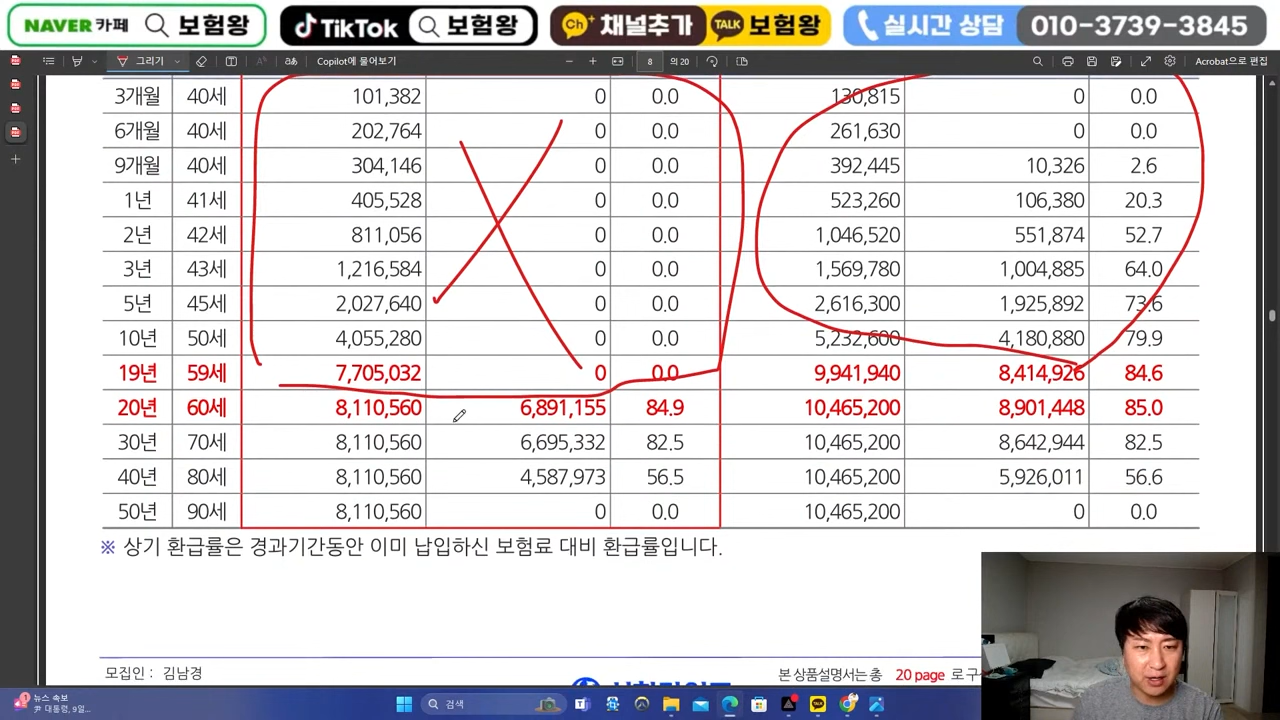 NAVER 카페 보험왕 TikTok 보험왕 Ch+ 채널추가 TALK 보험왕 실시간 상담 010-3739-3845
그리기 Copilot에 물어보기 8 의 20 Acrobat으로 편집
3개월 40세 101,382 0 0.0 130,815 0 0.0
6개월 40세 202,764 0 0.0 261,630 0 0.0
9개월 40세 304,146 0 0.0 392,445 10,326 2.6
1년 41세 405,528 0 0.0 523,260 106,380 20.3
2년 42세 811,056 0 0.0 1,046,520 551,874 52.7
3년 43세 1,216,584 0 0.0 1,569,780 1,004,885 64.0
5년 45세 2,027,640 0 0.0 2,616,300 1,925,892 73.6
10년 50세 4,055,280 0 0.0 5,232,600 4,180,880 79.9
19년 59세 7,705,032 0 0.0 9,941,940 8,414,926 84.6
20년 60세 8,110,560 6,891,155 84.9 10,465,200 8,901,448 85.0
30년 70세 8,110,560 6,695,332 82.5 10,465,200 8,642,944 82.5
40년 80세 8,110,560 4,587,973 56.5 10,465,200 5,926,011 56.6
50년 90세 8,110,560 0 0.0 10,465,200 0 0.0
※ 상기 환급률은 경과기간동안 이미 납입하신 보험료 대비 환급률입니다.
모집인 : 김남경 본 상품설명서는 총 20 page 로 구
뉴스 속보
尹 대통령, 9일...
검색